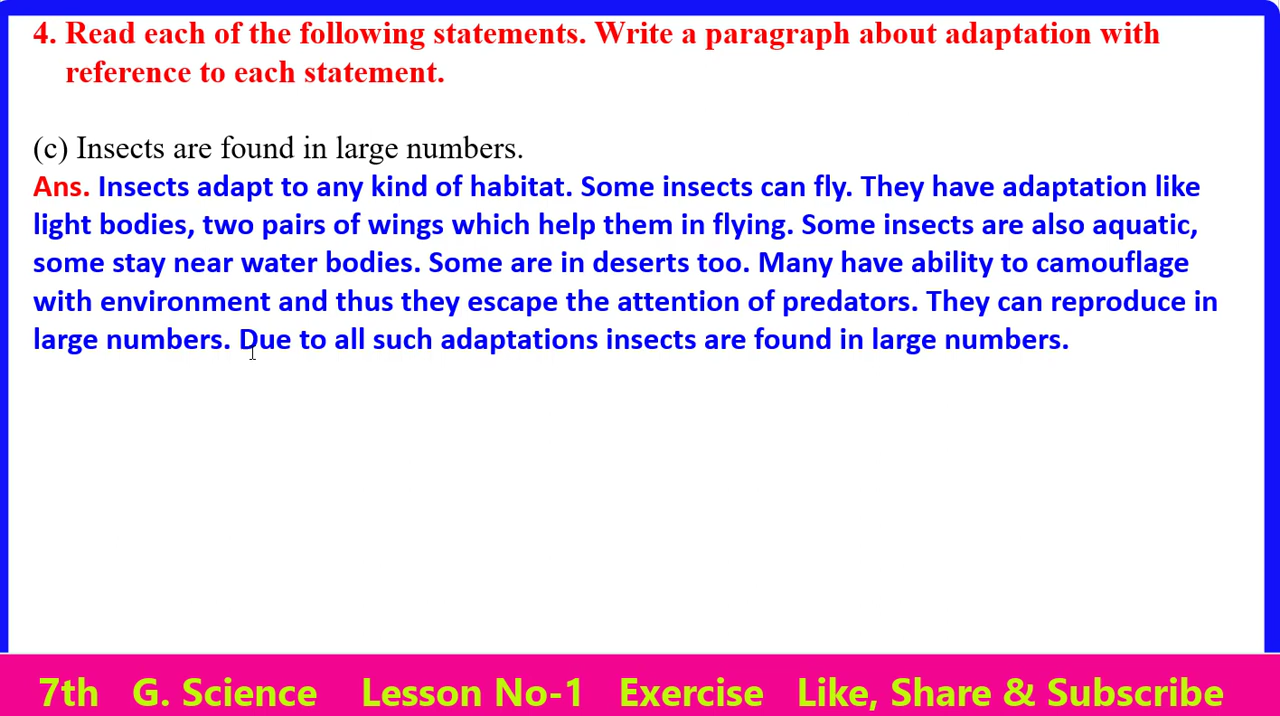 4. Read each of the following statements. Write a paragraph about adaptation with
reference to each statement.
(c) Insects are found in large numbers.
Ans. Insects adapt to any kind of habitat. Some insects can fly. They have adaptation like
light bodies, two pairs of wings which help them in flying. Some insects are also aquatic,
some stay near water bodies. Some are in deserts too. Many have ability to camouflage
with environment and thus they escape the attention of predators. They can reproduce in
large numbers. Due to all such adaptations insects are found in large numbers.
7th G. Science Lesson No-1 Exercise Like, Share & Subscribe